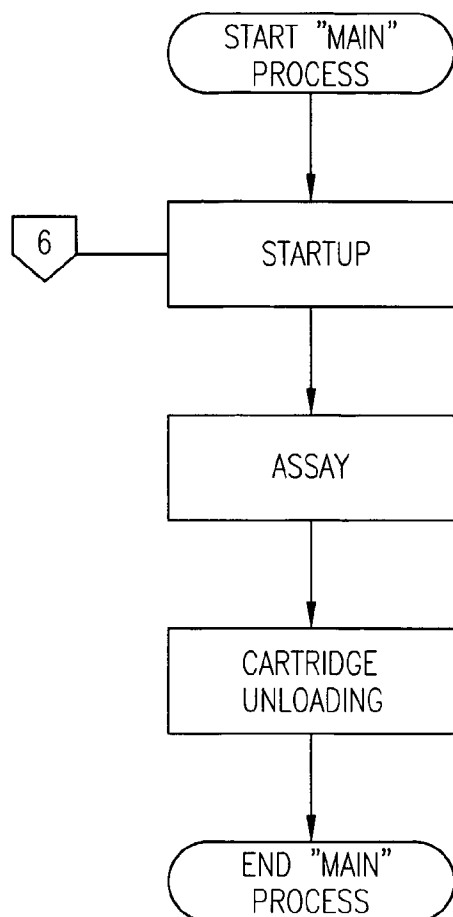 START "MAIN"
PROCESS
6
STARTUP
ASSAY
CARTRIDGE
UNLOADING
END "MAIN"
PROCESS